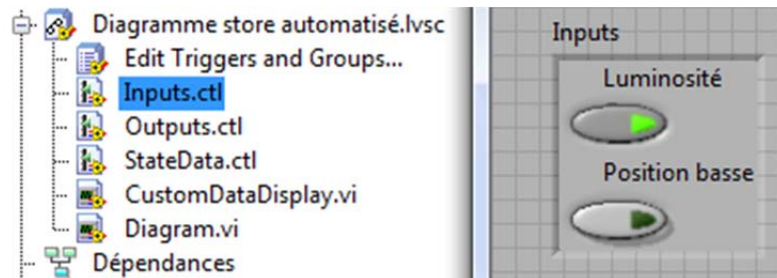 Diagramme store automatisé.lvsc
Edit Triggers and Groups...
Inputs.ctl
Outputs.ctl
StateData.ctl
CustomDataDisplay.vi
Diagram.vi
Dépendances
Inputs
Luminosité
Position basse